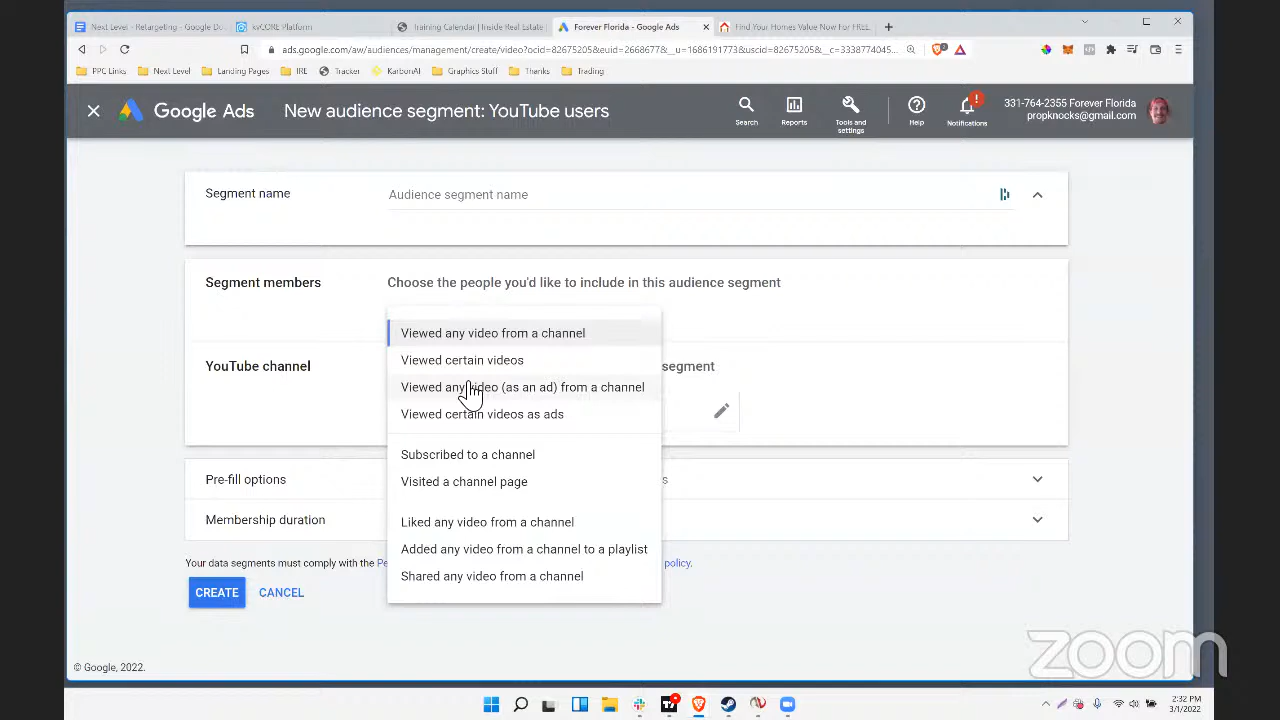 Next Level - Retargeting - Google D
kvCORE Platform
Training Calendar | Inside Real Estate
Forever Florida - Google Ads
Find Your Homes Value Now For FREE
ads.google.com/aw/audiences/management/create/video?ocid=82675205&euid=2668677&__u=1686191773&uscid=82675205&__c=3338774045...
PPC Links
Next Level
Landing Pages
IRE
Tracker
KarbonAI
Graphics Stuff
Thanks
Trading
Google Ads
New audience segment: YouTube users
Search
Reports
Tools and
settings
Help
Notifications
331-764-2355 Forever Florida
propknocks@gmail.com
Segment name
Audience segment name
Segment members
Choose the people you'd like to include in this audience segment
Viewed any video from a channel
Viewed certain videos
YouTube channel
segment
Viewed any video (as an ad) from a channel
Viewed certain videos as ads
Subscribed to a channel
Pre-fill options
s
Visited a channel page
Membership duration
Liked any video from a channel
Added any video from a channel to a playlist
Your data segments must comply with the Pe
policy.
Shared any video from a channel
CREATE
CANCEL
© Google, 2022.
zoom
2:32 PM
3/1/2022